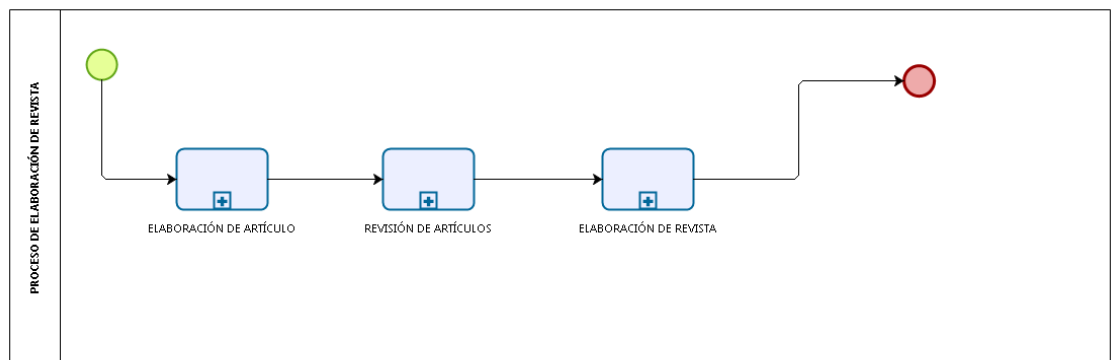 PROCESO DE ELABORACIÓN DE REVISTA
ELABORACIÓN DE ARTÍCULO
REVISIÓN DE ARTÍCULOS
ELABORACIÓN DE REVISTA